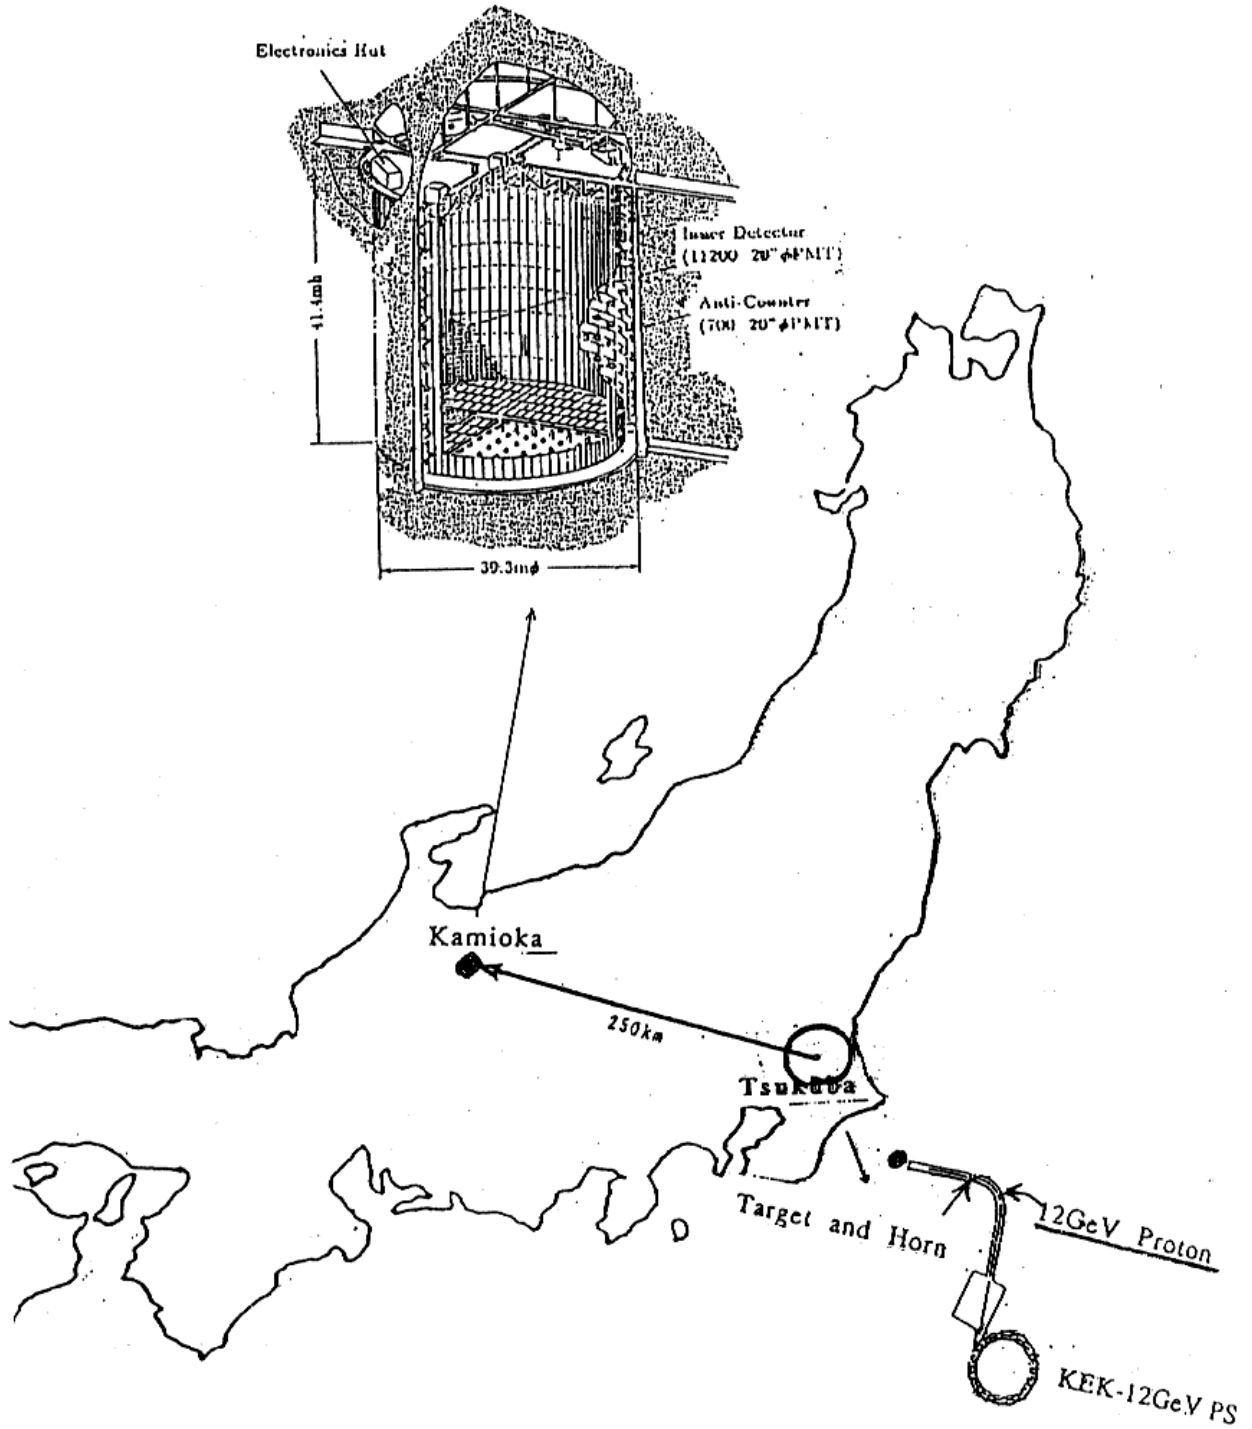 Electronics Hut
Inner Detector
(11200 20" φPMT)
Anti-Counter
(700 20" φPMT)
41.4mh
39.3mφ
Kamioka
250km
Tsukuba
Target and Horn
12GeV Proton
KEK-12GeV PS